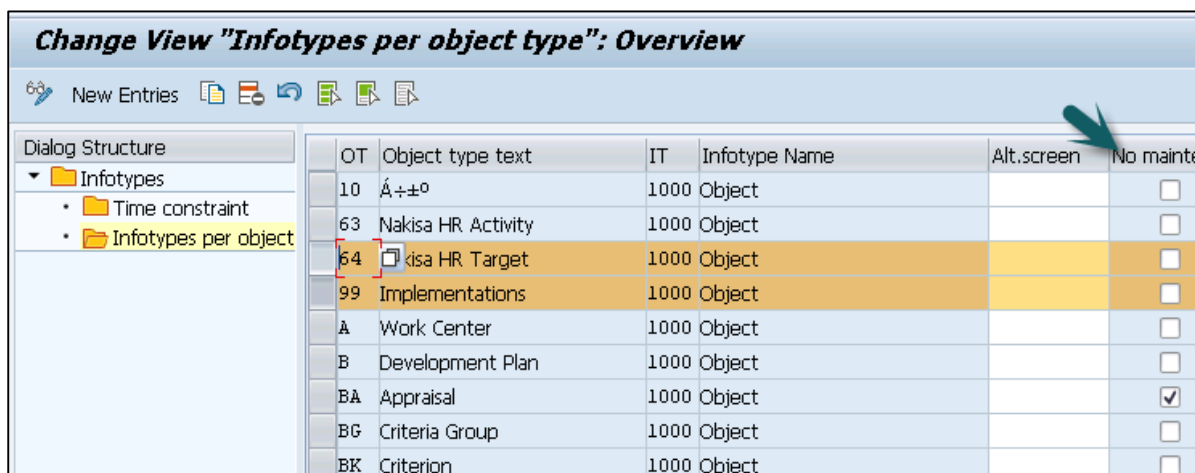 Change View "Infotypes per object type": Overview
New Entries
Dialog Structure
Infotypes
Time constraint
Infotypes per object
OT Object type text IT Infotype Name Alt.screen No mainte
10 Á÷±º 1000 Object
63 Nakisa HR Activity 1000 Object
64 kisa HR Target 1000 Object
99 Implementations 1000 Object
A Work Center 1000 Object
B Development Plan 1000 Object
BA Appraisal 1000 Object
BG Criteria Group 1000 Object
BK Criterion 1000 Object